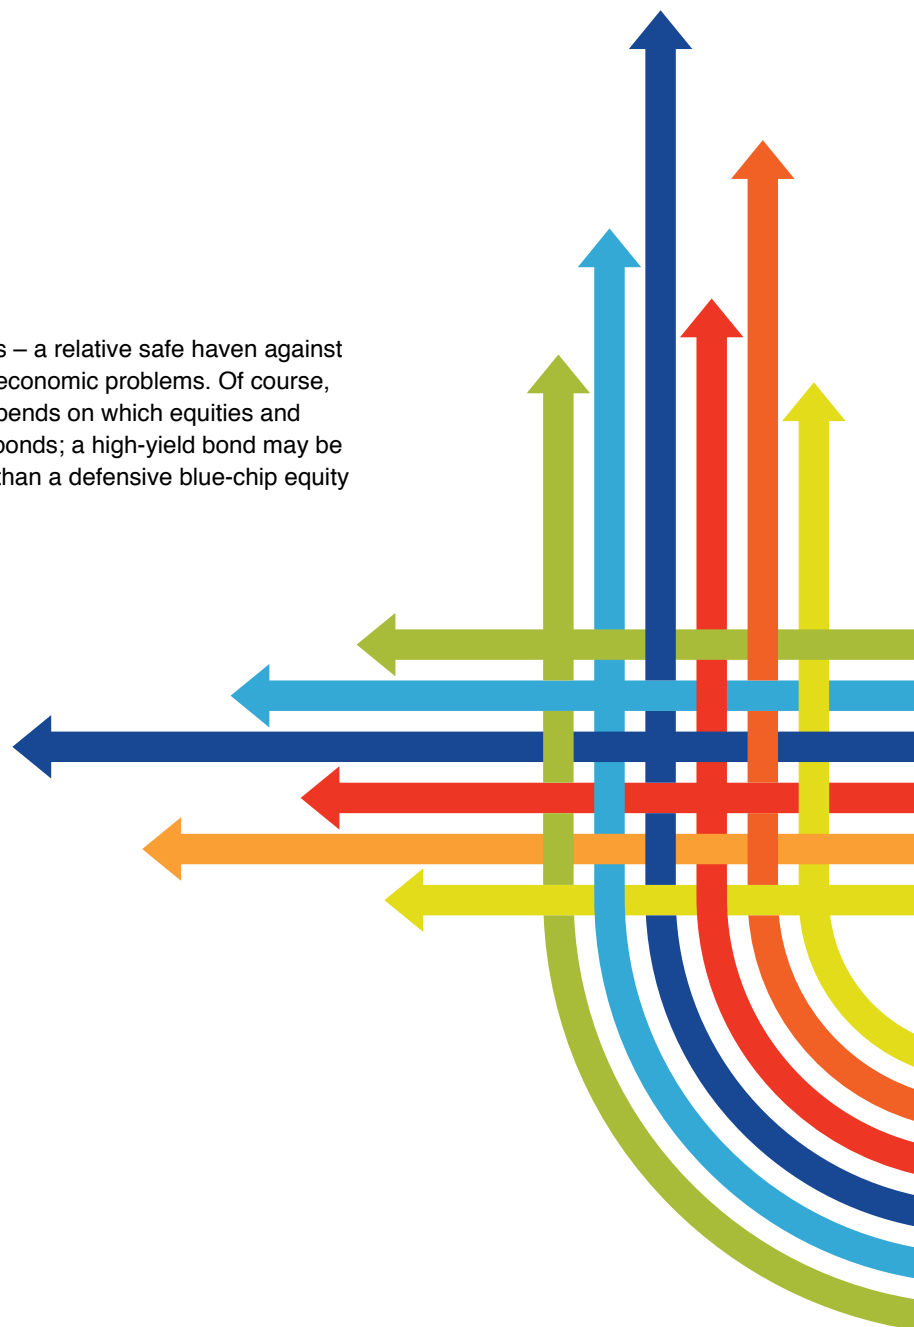 s – a relative safe haven against
economic problems. Of course,
pends on which equities and
bonds; a high-yield bond may be
than a defensive blue-chip equity